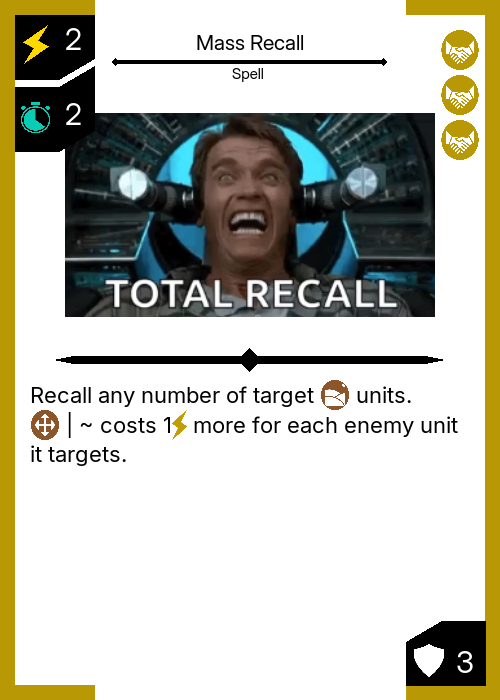 2
Mass Recall
Spell
2
TOTAL RECALL
Recall any number of target units.
| ~ costs 1 more for each enemy unit
it targets.
3